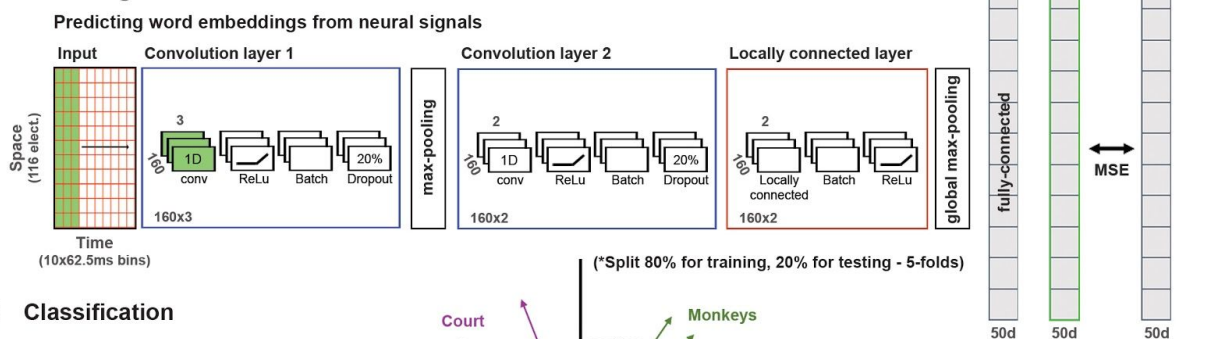 Predicting word embeddings from neural signals
Input
Convolution layer 1
Convolution layer 2
Locally connected layer
Space
(116 elect.)
3
160
1D
conv
ReLu
Batch
20%
Dropout
160x3
max-pooling
2
160
1D
conv
ReLu
Batch
20%
Dropout
160x2
2
160
Locally
connected
Batch
ReLu
160x2
global max-pooling
fully-connected
MSE
Time
(10x62.5ms bins)
(*Split 80% for training, 20% for testing - 5-folds)
Classification
Court
Monkeys
50d
50d
50d